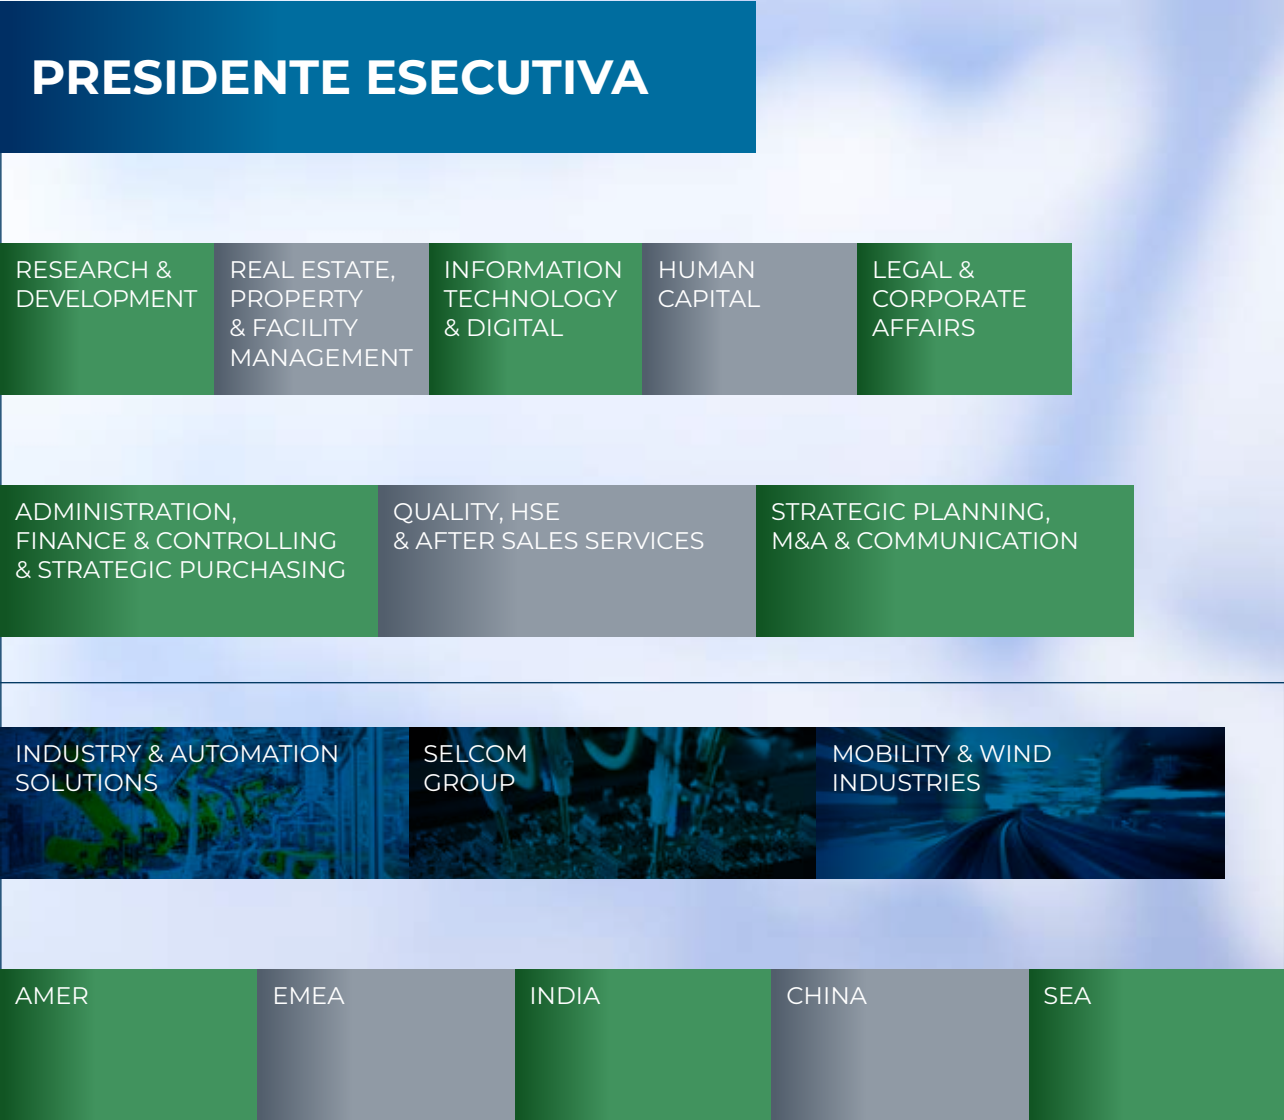 PRESIDENTE ESECUTIVA
RESEARCH &
DEVELOPMENT
REAL ESTATE,
PROPERTY
& FACILITY
MANAGEMENT
INFORMATION
TECHNOLOGY
& DIGITAL
HUMAN
CAPITAL
LEGAL &
CORPORATE
AFFAIRS
ADMINISTRATION,
FINANCE & CONTROLLING
& STRATEGIC PURCHASING
QUALITY, HSE
& AFTER SALES SERVICES
STRATEGIC PLANNING,
M&A & COMMUNICATION
INDUSTRY & AUTOMATION
SOLUTIONS
SELCOM
GROUP
MOBILITY & WIND
INDUSTRIES
AMER
EMEA
INDIA
CHINA
SEA